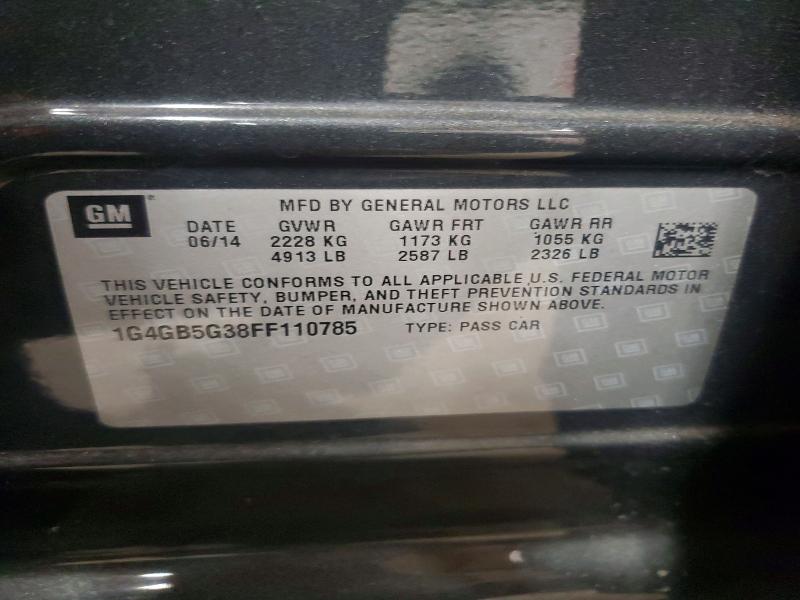 GM ® MFD BY GENERAL MOTORS LLC
DATE GVWR GAWR FRT GAWR RR
06/14 2228 KG 1173 KG 1055 KG
4913 LB 2587 LB 2326 LB
THIS VEHICLE CONFORMS TO ALL APPLICABLE U.S. FEDERAL MOTOR
VEHICLE SAFETY, BUMPER, AND THEFT PREVENTION STANDARDS IN
EFFECT ON THE DATE OF MANUFACTURE SHOWN ABOVE.
1G4GB5G38FF110785 TYPE: PASS CAR